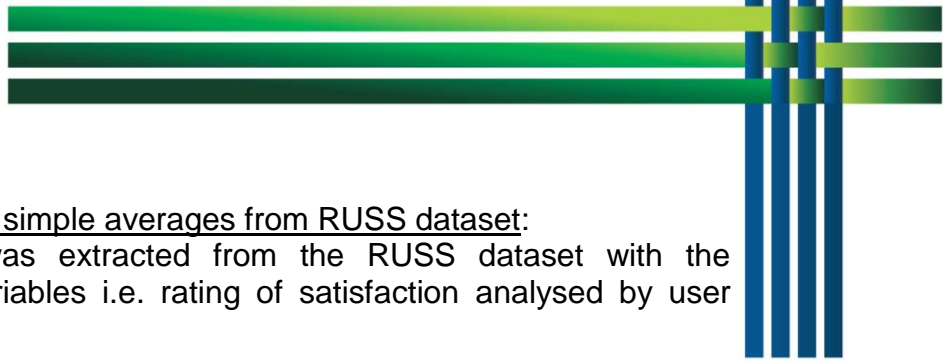 simple averages from RUSS dataset:
was extracted from the RUSS dataset with the
riables i.e. rating of satisfaction analysed by user